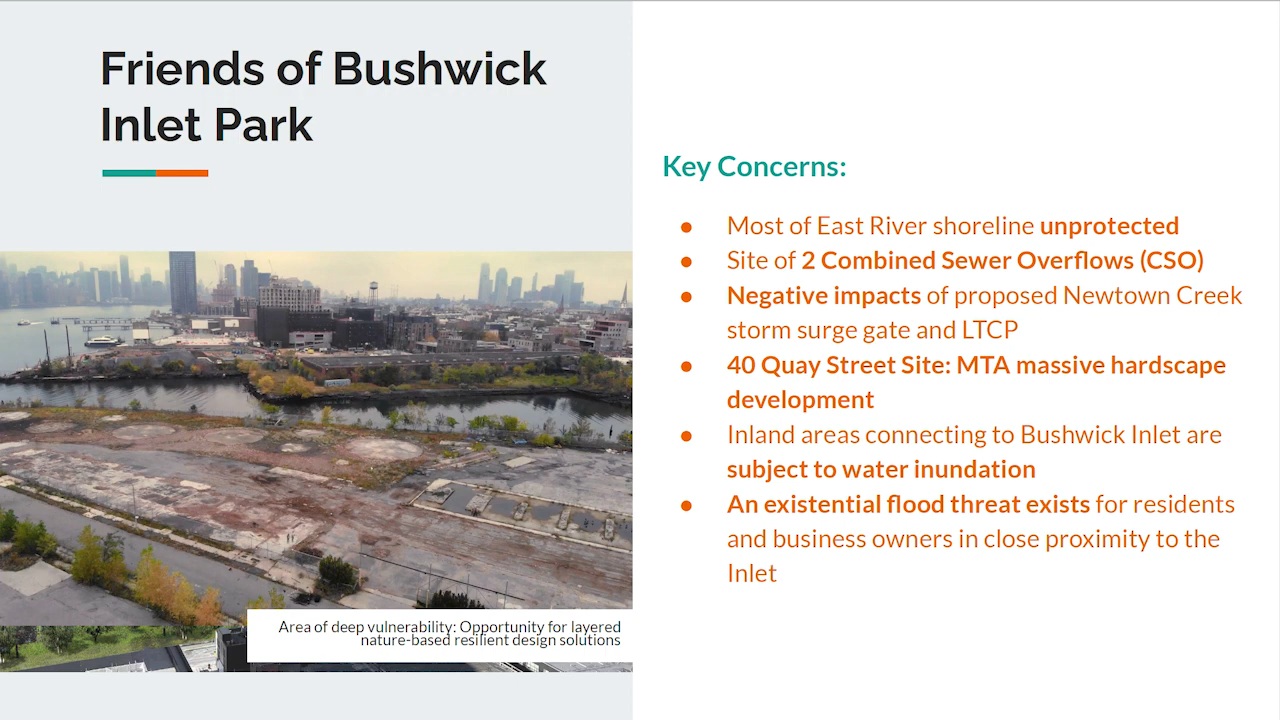 Friends of Bushwick
Inlet Park
Key Concerns:
● Most of East River shoreline unprotected
● Site of 2 Combined Sewer Overflows (CSO)
● Negative impacts of proposed Newtown Creek
storm surge gate and LTCP
● 40 Quay Street Site: MTA massive hardscape
development
● Inland areas connecting to Bushwick Inlet are
subject to water inundation
● An existential flood threat exists for residents
and business owners in close proximity to the
Inlet
Area of deep vulnerability: Opportunity for layered
nature-based resilient design solutions